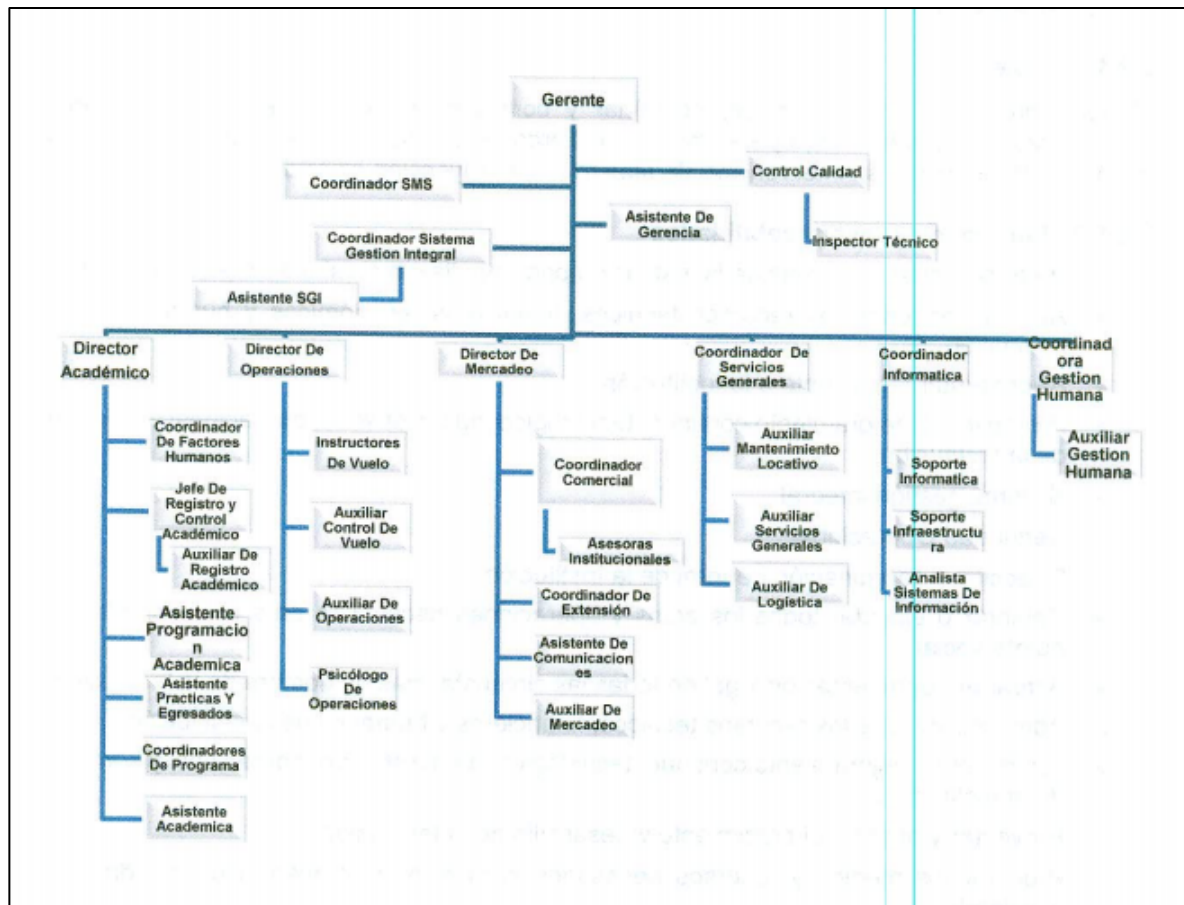 Gerente
Coordinador SMS
Control Calidad
Asistente De
Gerencia
Coordinador Sistema
Gestion Integral
Inspector Técnico
Asistente SGI
Director
Académico
Director De
Operaciones
Director De
Mercadeo
Coordinador De
Servicios
Generales
Coordinador
Informatica
Coordinad
ora
Gestion
Humana
Coordinador
De Factores
Humanos
Jefe De
Registro y
Control
Académico
Auxiliar De
Registro
Académico
Asistente
Programacio
n
Academica
Asistente
Practicas Y
Egresados
Coordinadores
De Programa
Asistente
Academica
Instructores
De Vuelo
Auxiliar
Control De
Vuelo
Auxiliar De
Operaciones
Psicólogo
De
Operaciones
Coordinador
Comercial
Asesoras
Institucionales
Coordinador De
Extensión
Asistente De
Comunicacion
es
Auxiliar De
Mercadeo
Auxiliar
Mantenimiento
Locativo
Auxiliar
Servicios
Generales
Auxiliar De
Logística
Soporte
Informatica
Soporte
Infraestructu
ra
Analista
Sistemas De
Información
Auxiliar
Gestion
Humana